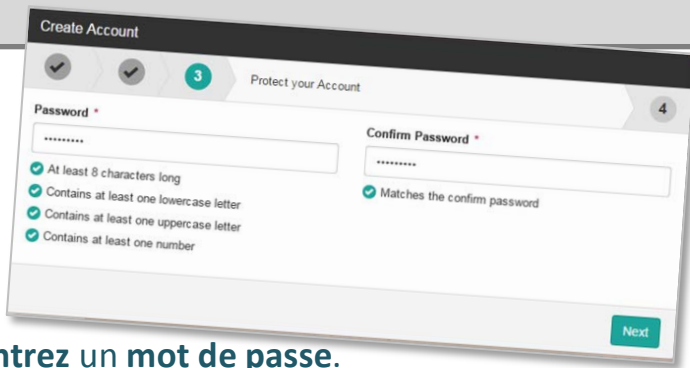 Create Account
3 Protect your Account 4
Password *
.........
At least 8 characters long
Contains at least one lowercase letter
Contains at least one uppercase letter
Contains at least one number
Confirm Password *
.........
Matches the confirm password
Next
ntrez un mot de passe.